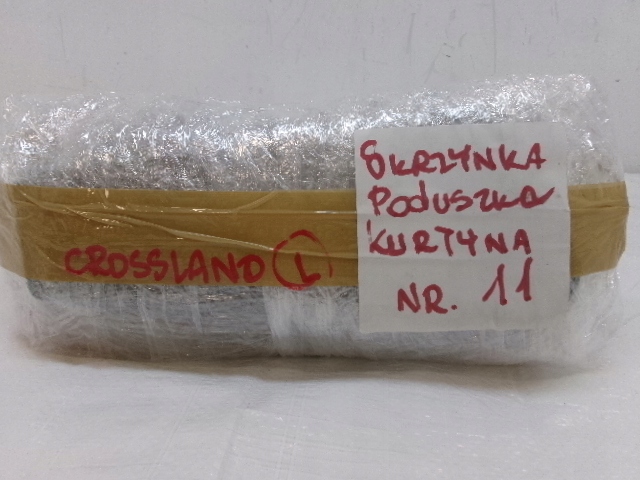 SKRZYNKA
PODUSZKA
KURTYNA
NR. 11
CROSSLAND L